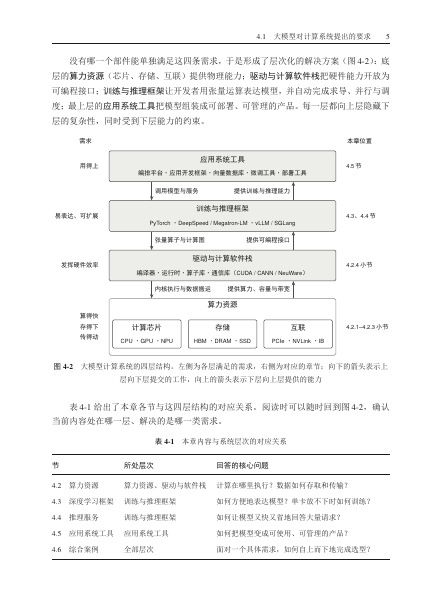 4.1 大模型对计算系统提出的要求 5
没有哪一个部件能单独满足这四条需求，于是形成了层次化的解决方案（图 4-2）：底
层的算力资源（芯片、存储、互联）提供物理能力；驱动与计算软件栈把硬件能力开放为
可编程接口；训练与推理框架让开发者用张量运算表达模型，并自动完成求导、并行与调
度；最上层的应用系统工具把模型组装成可部署、可管理的产品。每一层都向上层隐藏下
层的复杂性，同时受到下层能力的约束。
需求 本章位置
应用系统工具
用得上 编排平台・应用开发框架・向量数据库・微调工具・部署工具 4.5 节
调用模型与服务 提供训练与推理能力
训练与推理框架
易表达、可扩展 PyTorch ・DeepSpeed / Megatron-LM ・vLLM / SGLang 4.3、4.4 节
张量算子与计算图 提供可编程接口
驱动与计算软件栈
发挥硬件效率 编译器・运行时・算子库・通信库（CUDA / CANN / NeuWare） 4.2.4 小节
内核执行与数据搬运 提供算力、容量与带宽
算力资源
算得快
存得下
传得动
计算芯片 存储 互联
CPU ・GPU ・NPU HBM ・DRAM ・SSD PCIe ・NVLink ・IB
4.2.1–4.2.3 小节
图 4-2 大模型计算系统的四层结构。左侧为各层满足的需求，右侧为对应的章节；向下的箭头表示上
层向下层提交的工作，向上的箭头表示下层向上层提供的能力
表 4-1 给出了本章各节与这四层结构的对应关系。阅读时可以随时回到图 4-2，确认
当前内容处在哪一层、解决的是哪一类需求。
表 4-1 本章内容与系统层次的对应关系
节 所处层次 回答的核心问题
4.2 算力资源 算力资源、驱动与软件栈 计算在哪里执行？数据如何存取和传输？
4.3 深度学习框架 训练与推理框架 如何方便地表达模型？单卡放不下时如何训练？
4.4 推理服务 训练与推理框架 如何让模型又快又省地回答大量请求？
4.5 应用系统工具 应用系统工具 如何把模型变成可使用、可管理的产品？
4.6 综合案例 全部层次 面对一个具体需求，如何自上而下地完成选型？